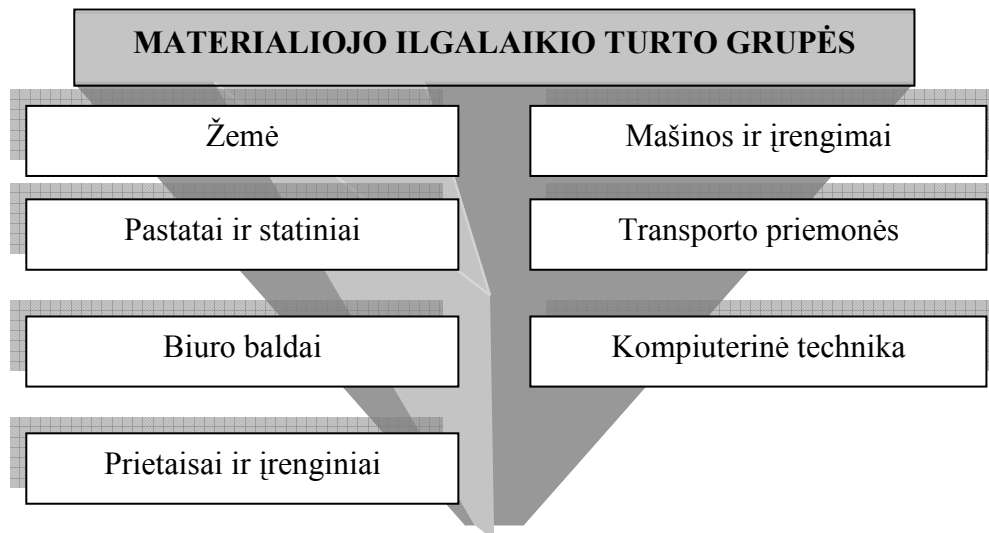 MATERIALIOJO ILGALAIKIO TURTO GRUPĖS
Žemė
Mašinos ir įrengimai
Pastatai ir statiniai
Transporto priemonės
Biuro baldai
Kompiuterinė technika
Prietaisai ir įrenginiai